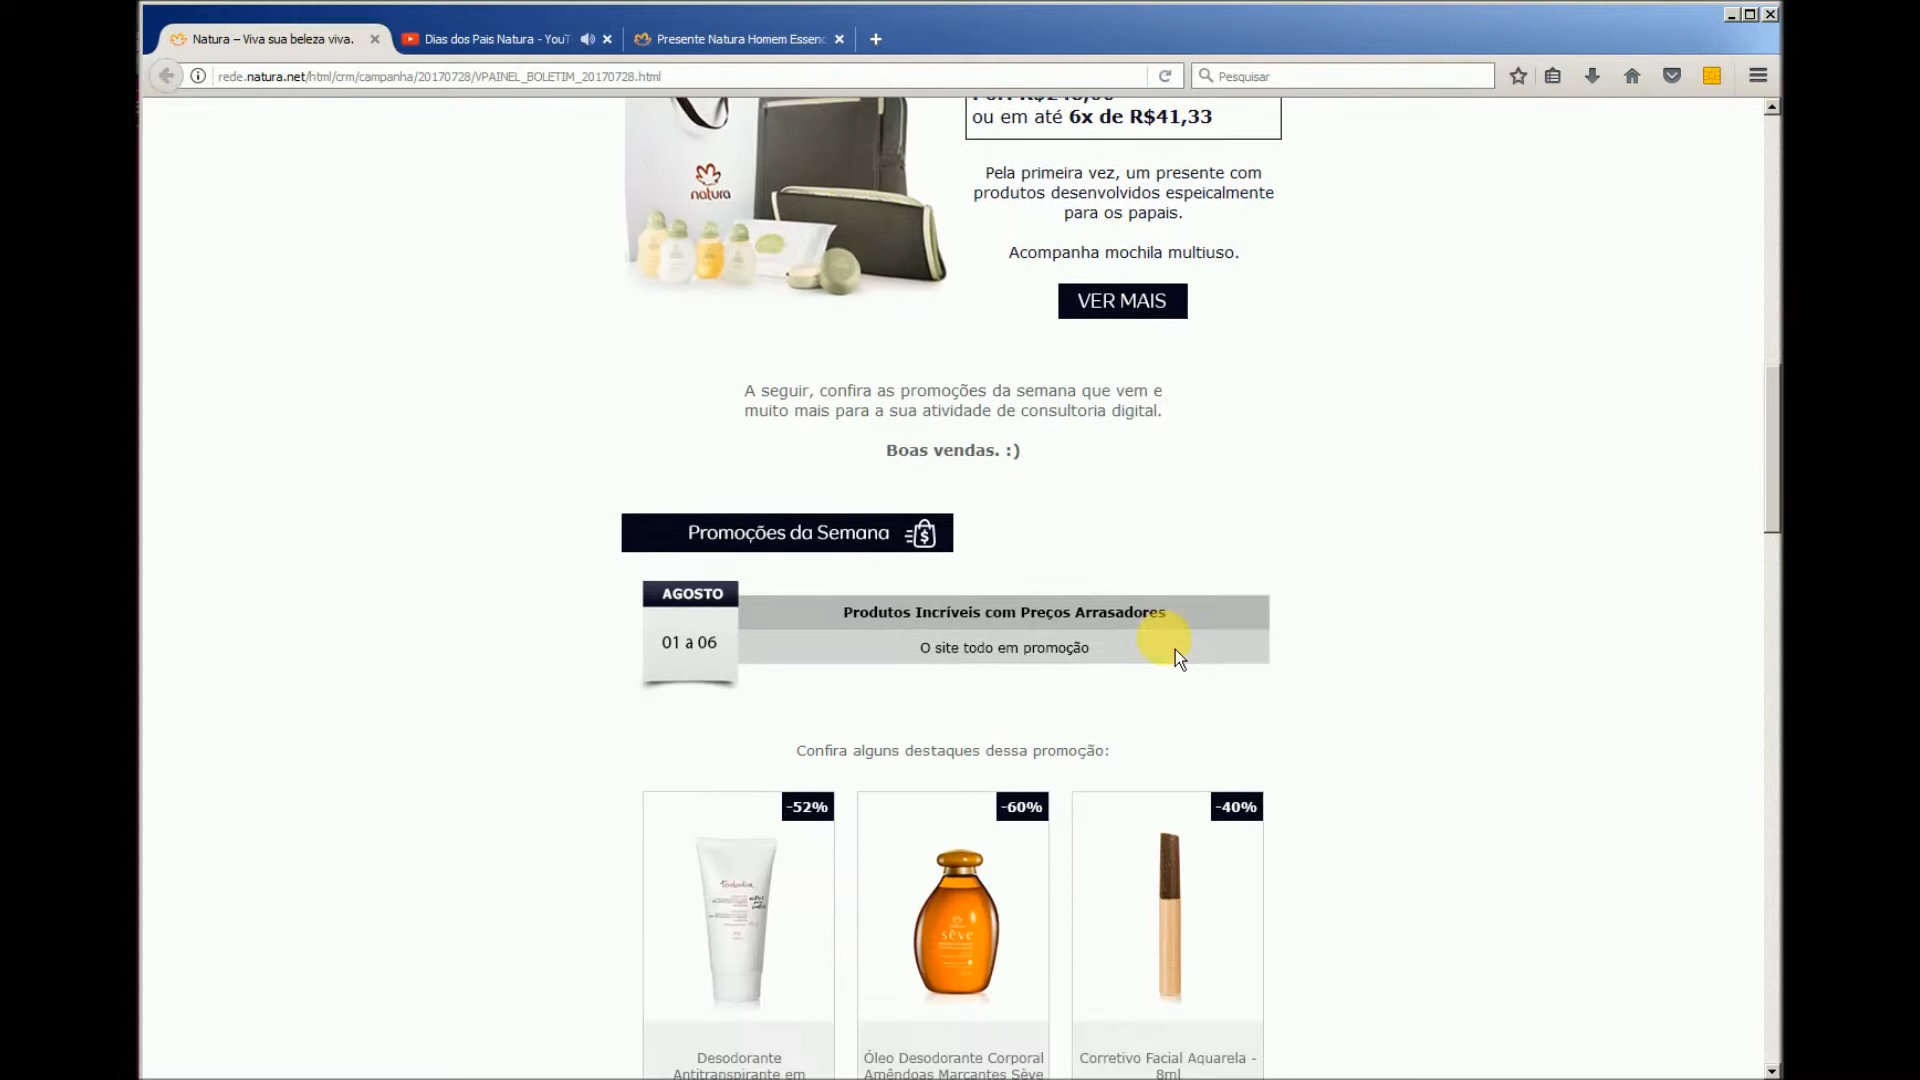 Natura – Viva sua beleza viva.
Dias dos Pais Natura - YouT
Presente Natura Homem Essenc
rede.natura.net/html/crm/campanha/20170728/VPAINEL_BOLETIM_20170728.html
Pesquisar
ou em até 6x de R$41,33
natura
Pela primeira vez, um presente com
produtos desenvolvidos espeicalmente
para os papais.
Acompanha mochila multiuso.
VER MAIS
A seguir, confira as promoções da semana que vem e
muito mais para a sua atividade de consultoria digital.
Boas vendas. :)
Promoções da Semana
AGOSTO
01 a 06
Produtos Incríveis com Preços Arrasadores
O site todo em promoção
Confira alguns destaques dessa promoção:
-52%
-60%
-40%
tododia
natura
sève
Desodorante
Antitranspirante em
Óleo Desodorante Corporal
Amêndoas Marcantes Sève
Corretivo Facial Aquarela -
8ml